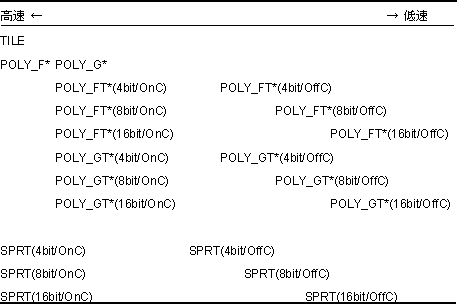 高速 ← → 低速
TILE
POLY_F* POLY_G*
POLY_FT*(4bit/OnC) POLY_FT*(4bit/OffC)
POLY_FT*(8bit/OnC) POLY_FT*(8bit/OffC)
POLY_FT*(16bit/OnC) POLY_FT*(16bit/OffC)
POLY_GT*(4bit/OnC) POLY_GT*(4bit/OffC)
POLY_GT*(8bit/OnC) POLY_GT*(8bit/OffC)
POLY_GT*(16bit/OnC) POLY_GT*(16bit/OffC)
SPRT(4bit/OnC) SPRT(4bit/OffC)
SPRT(8bit/OnC) SPRT(8bit/OffC)
SPRT(16bit/OnC) SPRT(16bit/OffC)